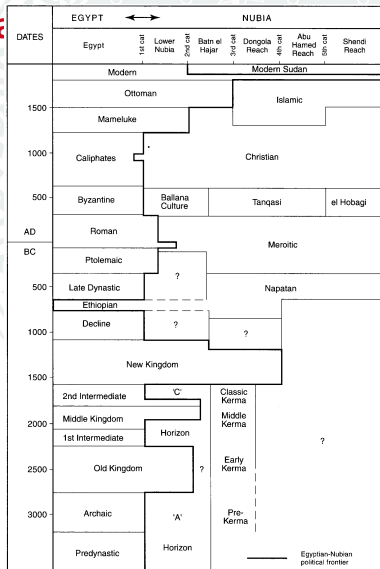 EGYPT
NUBIA
DATES
Egypt
1st cat
Lower Nubia
2nd cat
Batn el Hajar
3rd cat
Dongola Reach
4th cat
Abu Hamed Reach
5th cat
Shendi Reach
Modern
Modern Sudan
Ottoman
Islamic
1500
Mameluke
1000
Caliphates
Christian
500
Byzantine
Ballana Culture
Tanqasi
el Hobagi
AD
Roman
Meroitic
BC
Ptolemaic
?
500
Late Dynastic
Napatan
Ethiopian
1000
Decline
?
?
New Kingdom
1500
2nd Intermediate
'C'
Classic Kerma
2000
Middle Kingdom
Middle Kerma
1st Intermediate
Horizon
?
2500
Old Kingdom
?
Early Kerma
3000
Archaic
'A'
Pre-Kerma
Predynastic
Horizon
Egyptian-Nubian political frontier